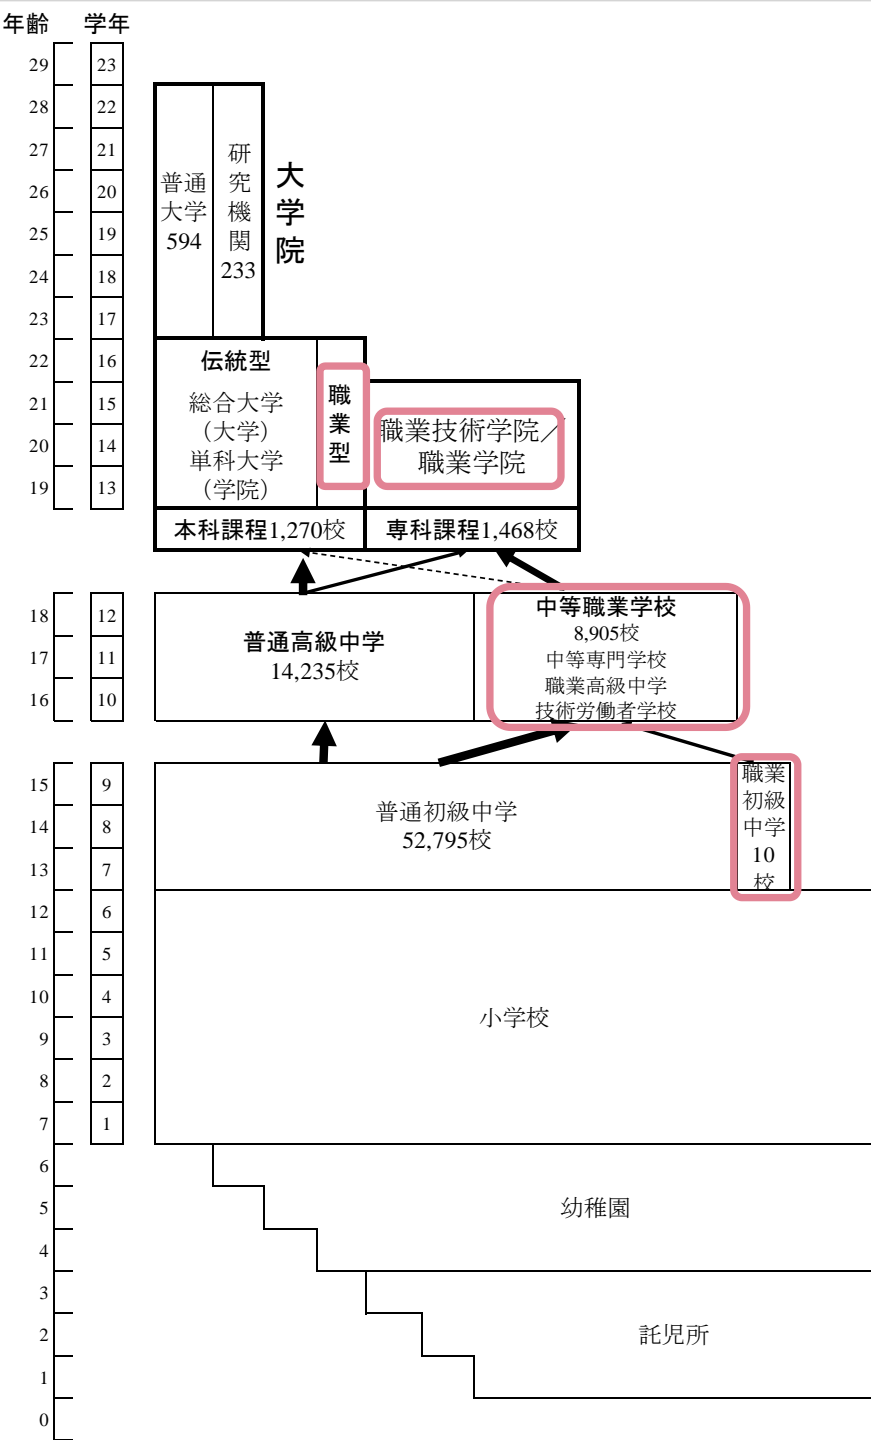 年齢 学年
29 23
28 22
27 21
26 20
25 19
24 18
23 17
22 16
21 15
20 14
19 13
18 12
17 11
16 10
15 9
14 8
13 7
12 6
11 5
10 4
9 3
8 2
7 1
6
5
4
3
2
1
0
普通
大学
594
研
究
機
関
233
大
学
院
伝統型
総合大学
（大学）
単科大学
（学院）
職
業
型
職業技術学院／
職業学院
本科課程1,270校
専科課程1,468校
普通高級中学
14,235校
中等職業学校
8,905校
中等専門学校
職業高級中学
技術労働者学校
普通初級中学
52,795校
職業
初級
中学
10
校
小学校
幼稚園
託児所